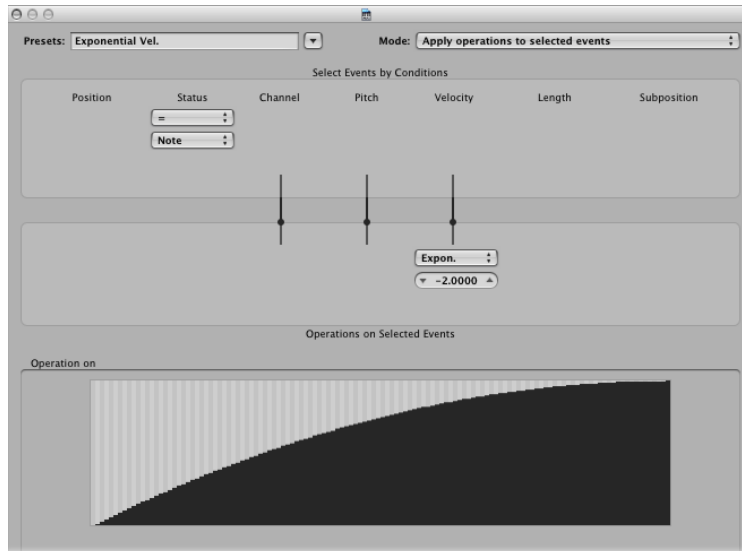 Presets: Exponential Vel. Mode: Apply operations to selected events
Select Events by Conditions
Position Status Channel Pitch Velocity Length Subposition
=
Note
Expon.
-2.0000
Operations on Selected Events
Operation on